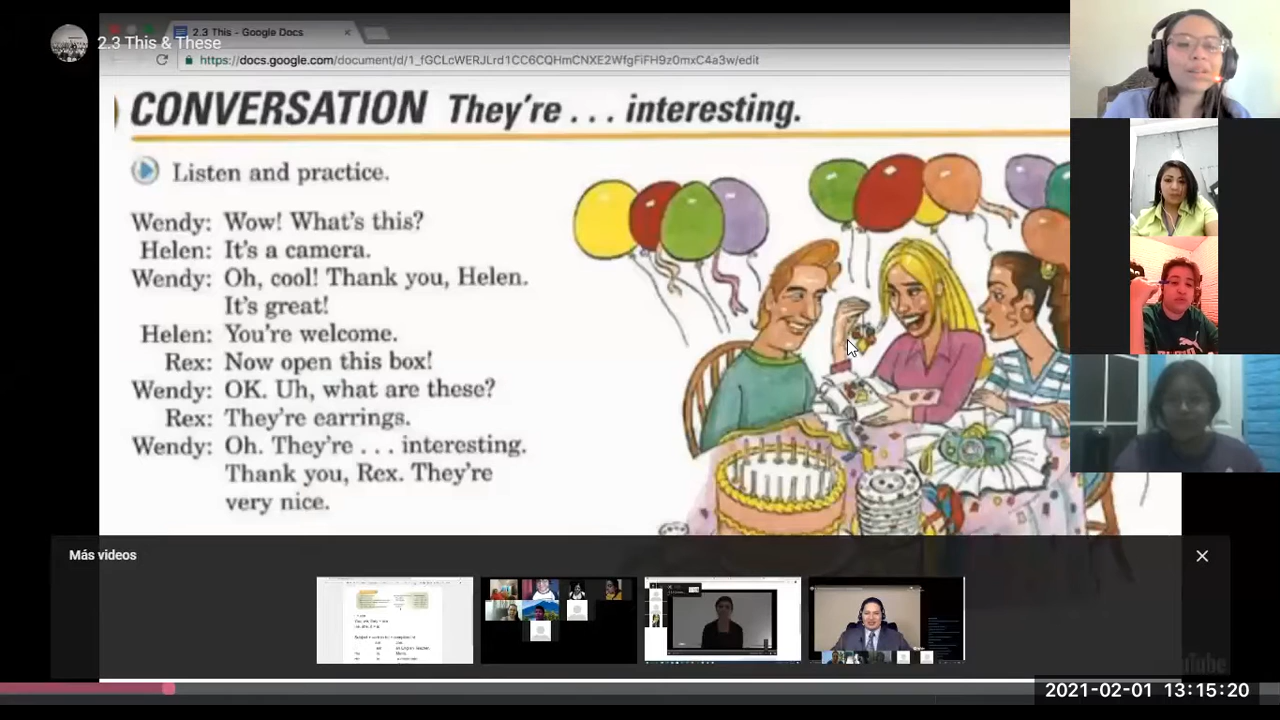 2.3 This - Google Docs
2.3 This & These
https://docs.google.com/document/d/1_fGCLcWERJLrd1CC6CQHmCNXE2WfgFiFH9z0mxC4a3w/edit
CONVERSATION They're . . . interesting.
Listen and practice.
Wendy: Wow! What's this?
Helen: It's a camera.
Wendy: Oh, cool! Thank you, Helen.
It's great!
Helen: You're welcome.
Rex: Now open this box!
Wendy: OK. Uh, what are these?
Rex: They're earrings.
Wendy: Oh. They're . . . interesting.
Thank you, Rex. They're
very nice.
Más videos
2021-02-01 13:15:20